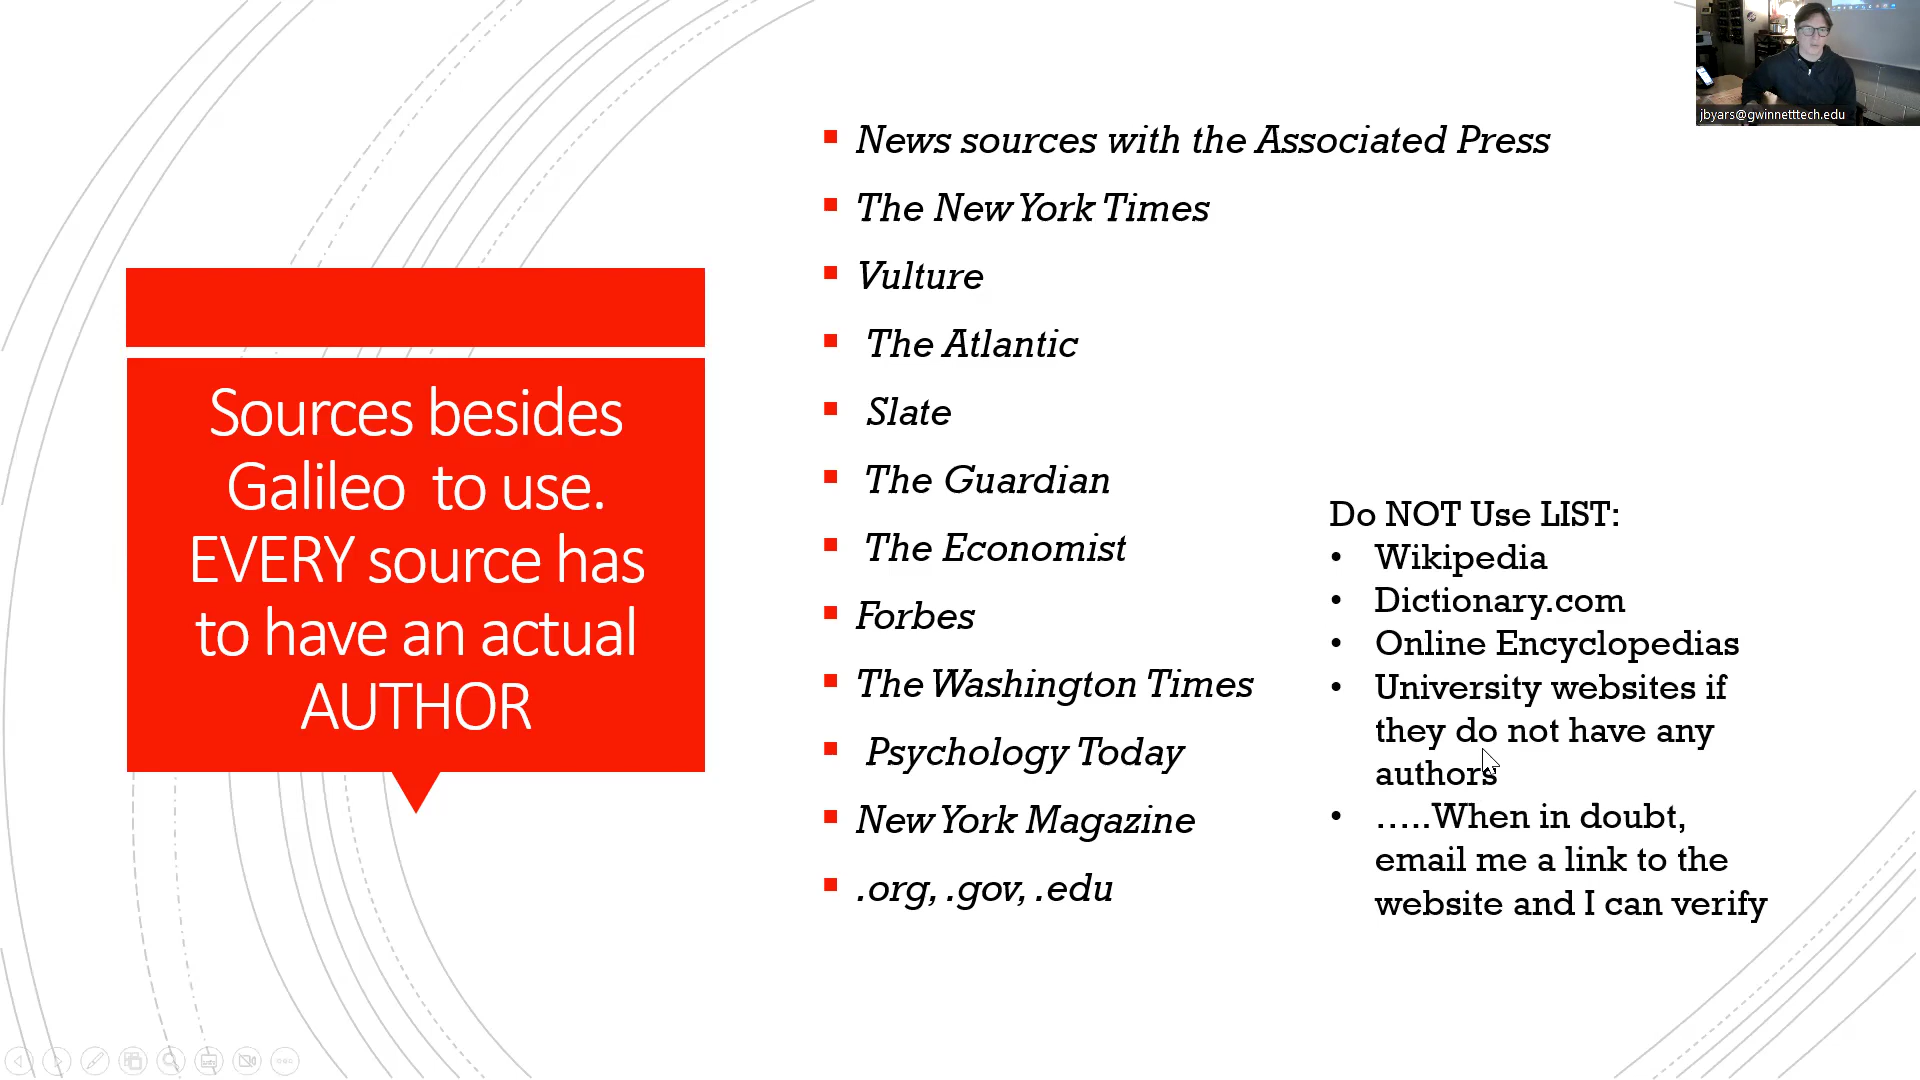 jbyars@gwinnetttech.edu
Sources besides
Galileo to use.
EVERY source has
to have an actual
AUTHOR
News sources with the Associated Press
The New York Times
Vulture
The Atlantic
Slate
The Guardian
The Economist
Forbes
The Washington Times
Psychology Today
New York Magazine
.org, .gov, .edu
Do NOT Use LIST:
• Wikipedia
• Dictionary.com
• Online Encyclopedias
• University websites if
they do not have any
authors
• …..When in doubt,
email me a link to the
website and I can verify